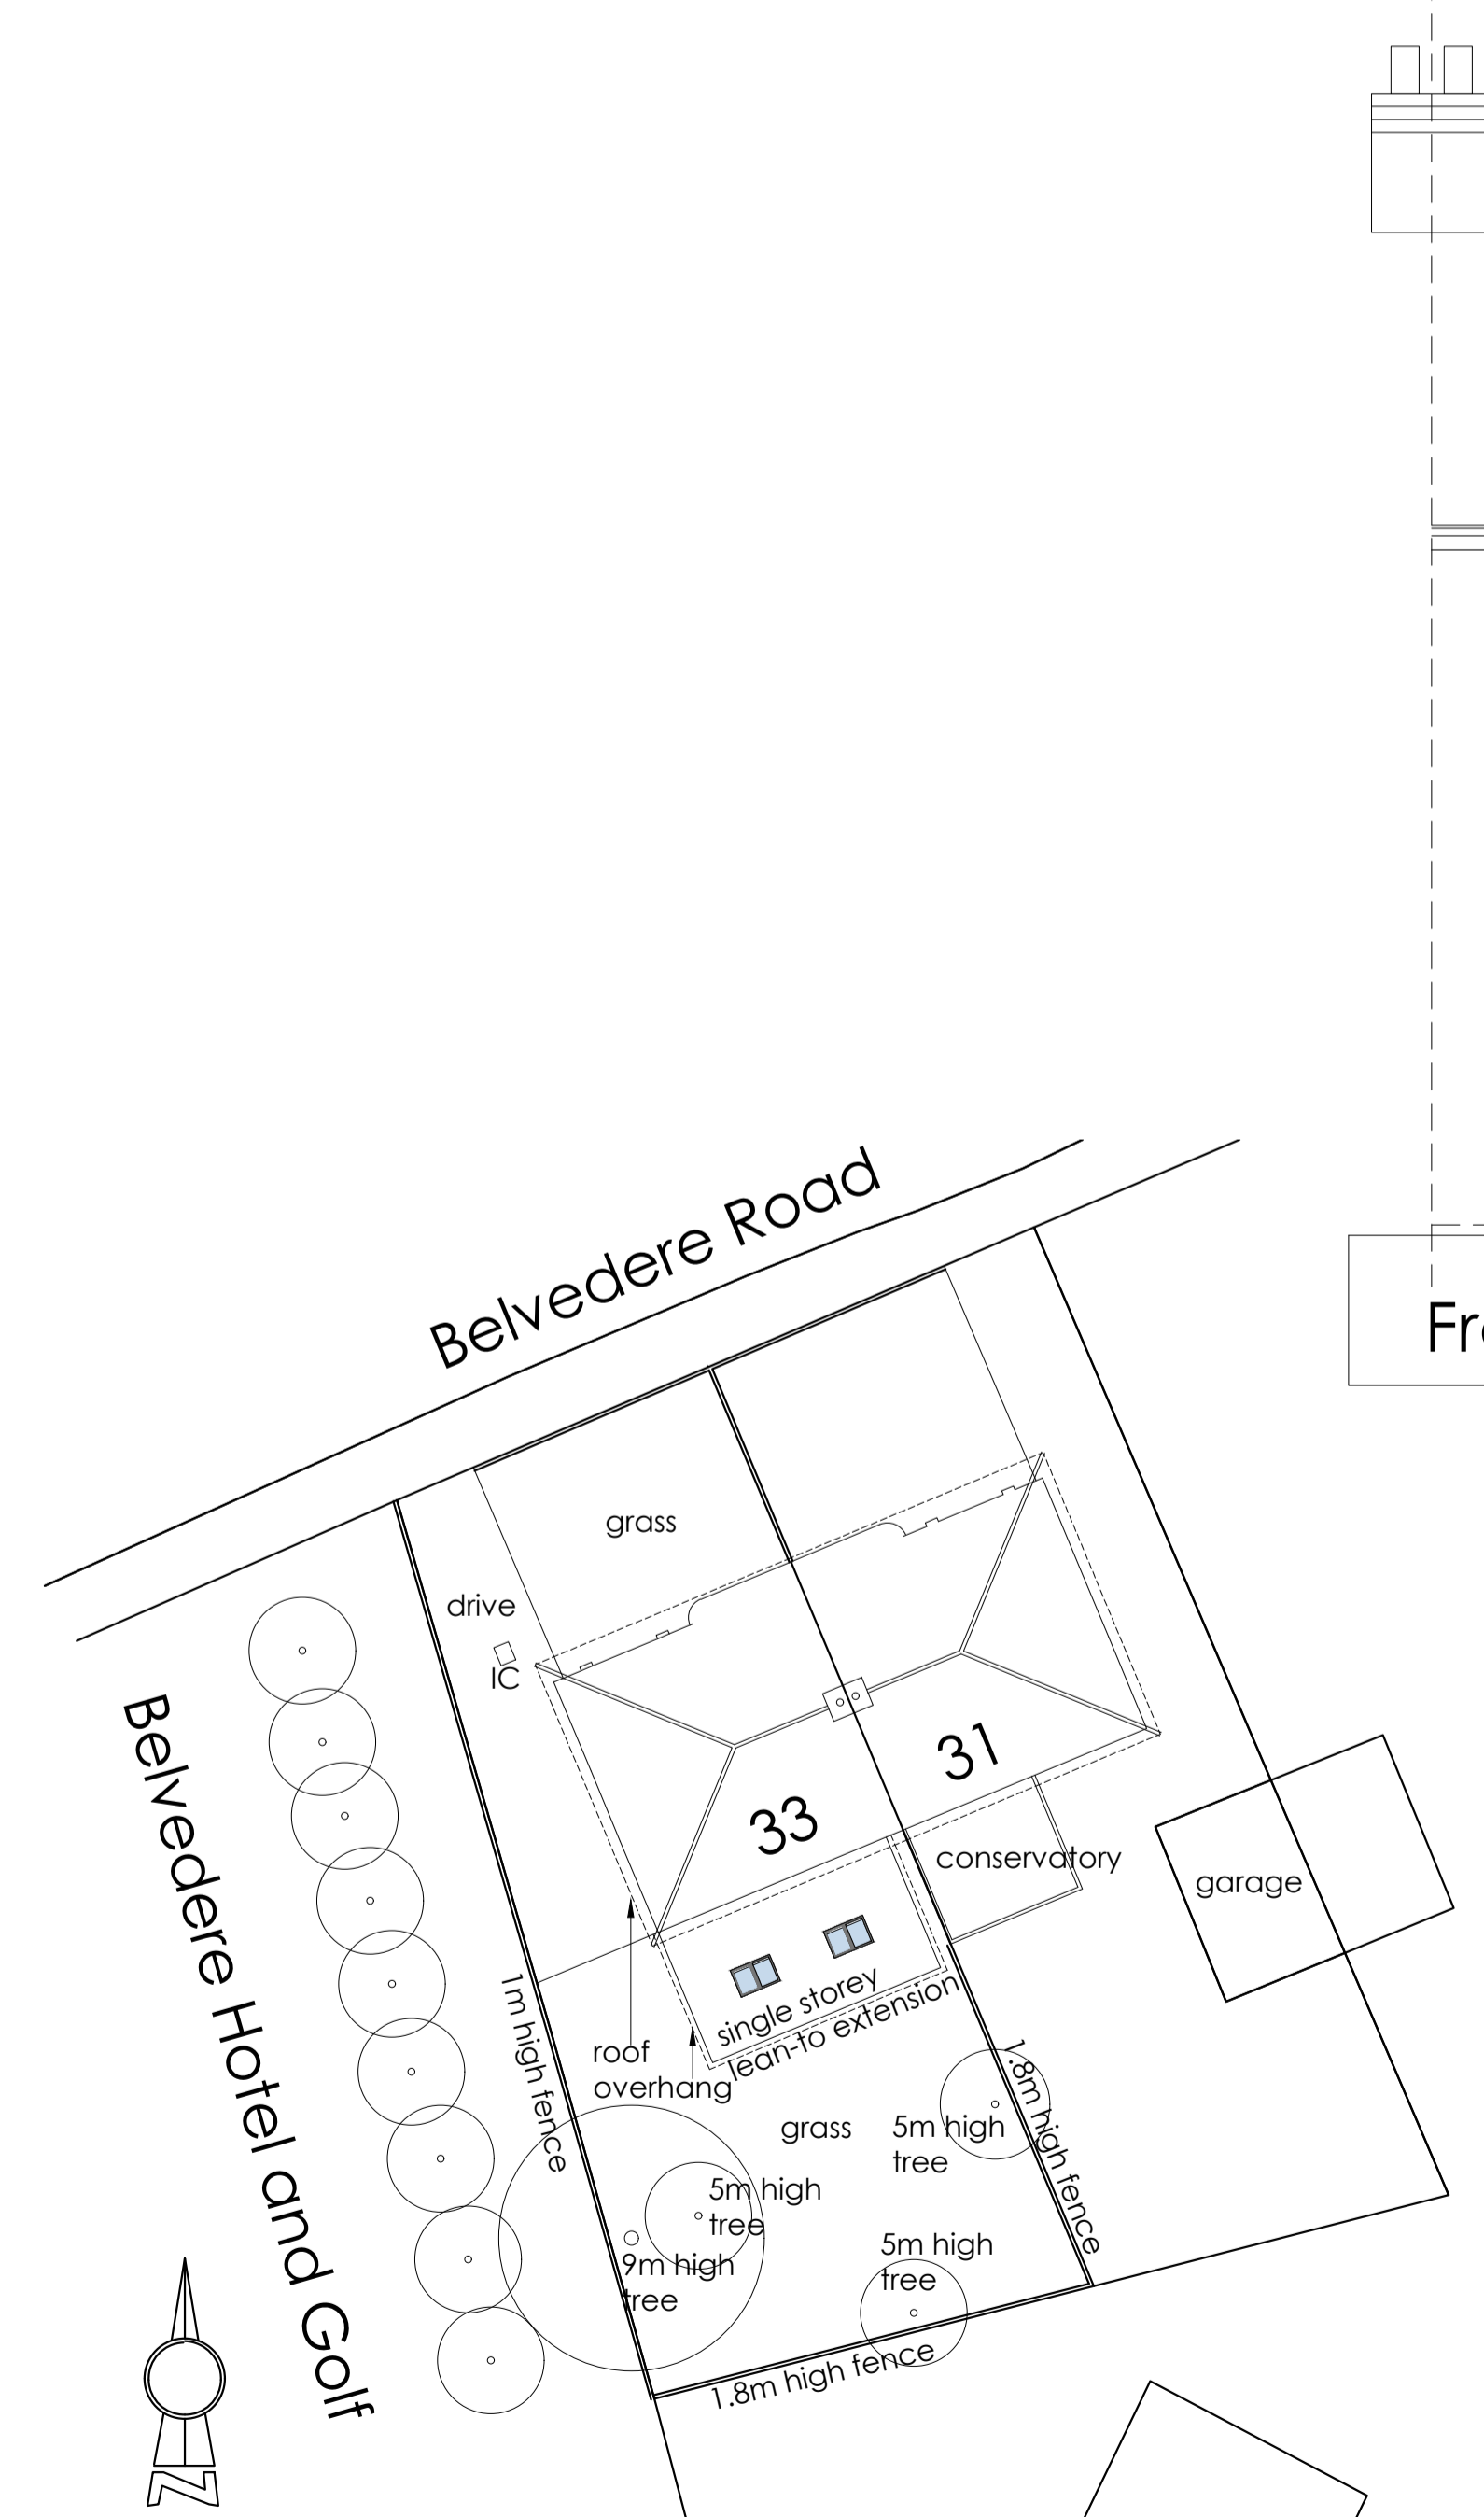 Belvedere Road
grass
drive
IC
31
33
conservatory
garage
Belvedere Hotel and Golf
1m high fence
single storey
lean-to extension
roof
overhang
1.8m high fence
grass
5m high
tree
5m high
tree
9m high
tree
5m high
tree
1.8m high fence
N